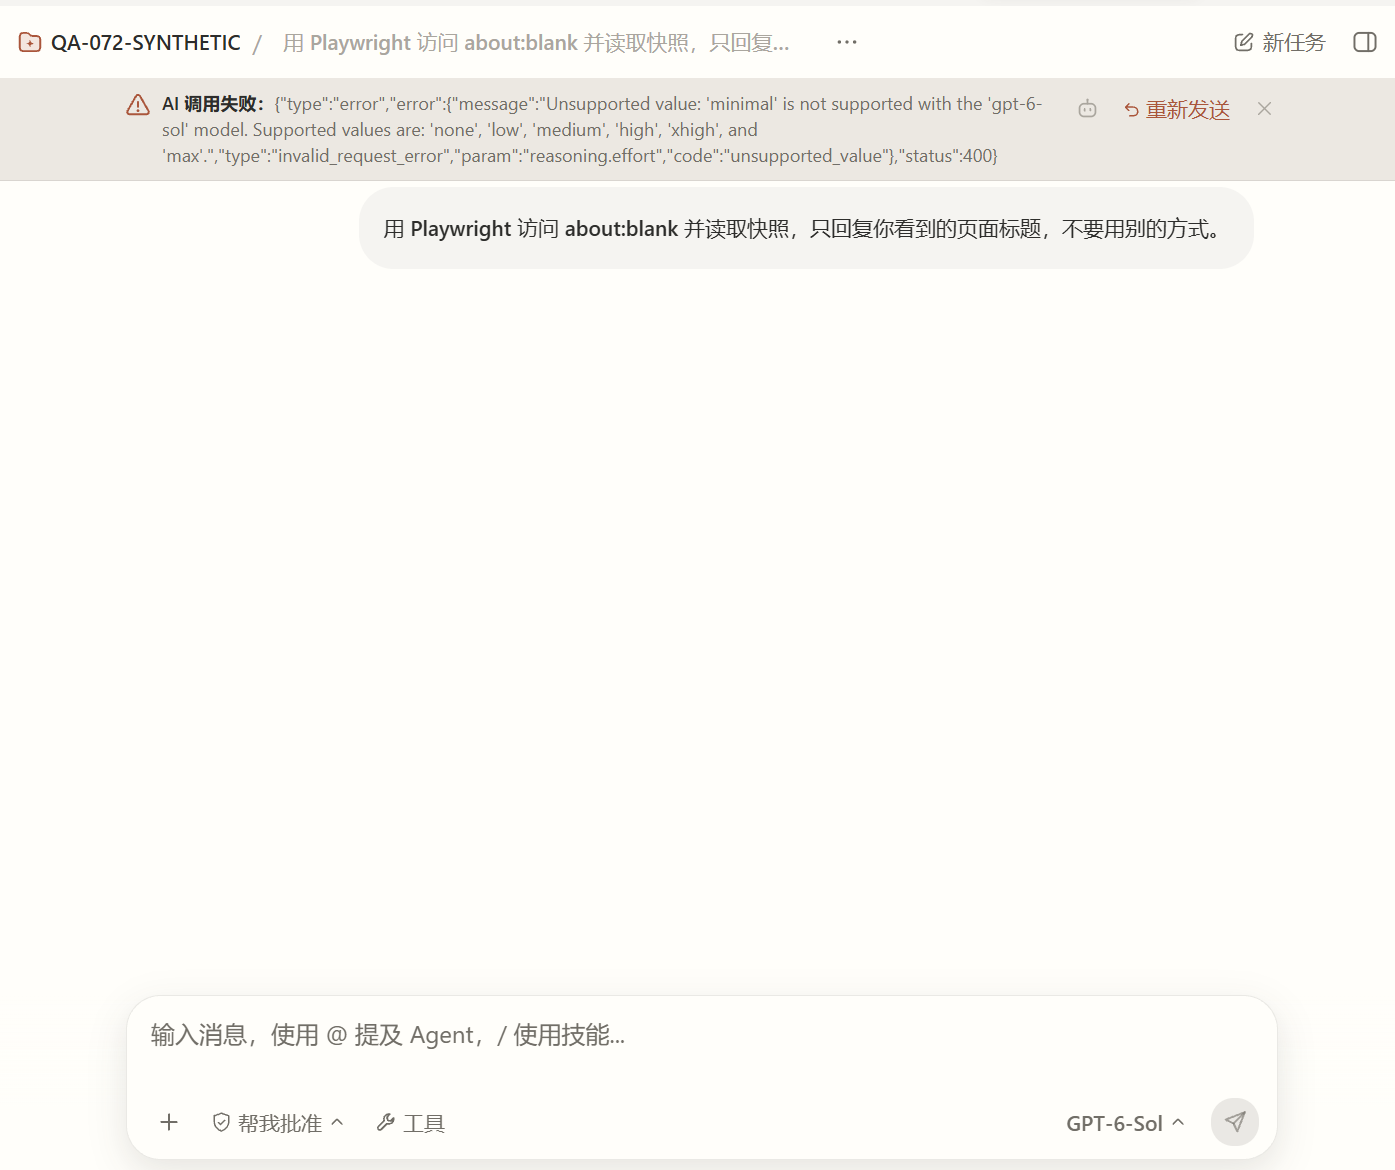 QA-072-SYNTHETIC / 用 Playwright 访问 about:blank 并读取快照，只回复... ··· 新任务
AI 调用失败：{"type":"error","error":{"message":"Unsupported value: 'minimal' is not supported with the 'gpt-6-
sol' model. Supported values are: 'none', 'low', 'medium', 'high', 'xhigh', and
'max'.","type":"invalid_request_error","param":"reasoning.effort","code":"unsupported_value"},"status":400}
重新发送
用 Playwright 访问 about:blank 并读取快照，只回复你看到的页面标题，不要用别的方式。
输入消息，使用 @ 提及 Agent，/ 使用技能...
帮我批准 工具 GPT-6-Sol